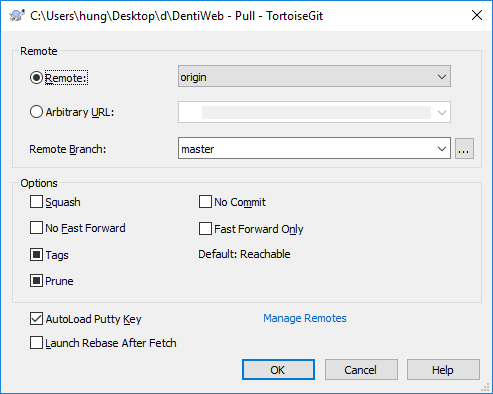 C:\Users\hung\Desktop\d\DentiWeb - Pull - TortoiseGit
Remote
Remote: origin
Arbitrary URL:
Remote Branch: master ...
Options
Squash No Commit
No Fast Forward Fast Forward Only
Tags Default: Reachable
Prune
AutoLoad Putty Key Manage Remotes
Launch Rebase After Fetch
OK Cancel Help